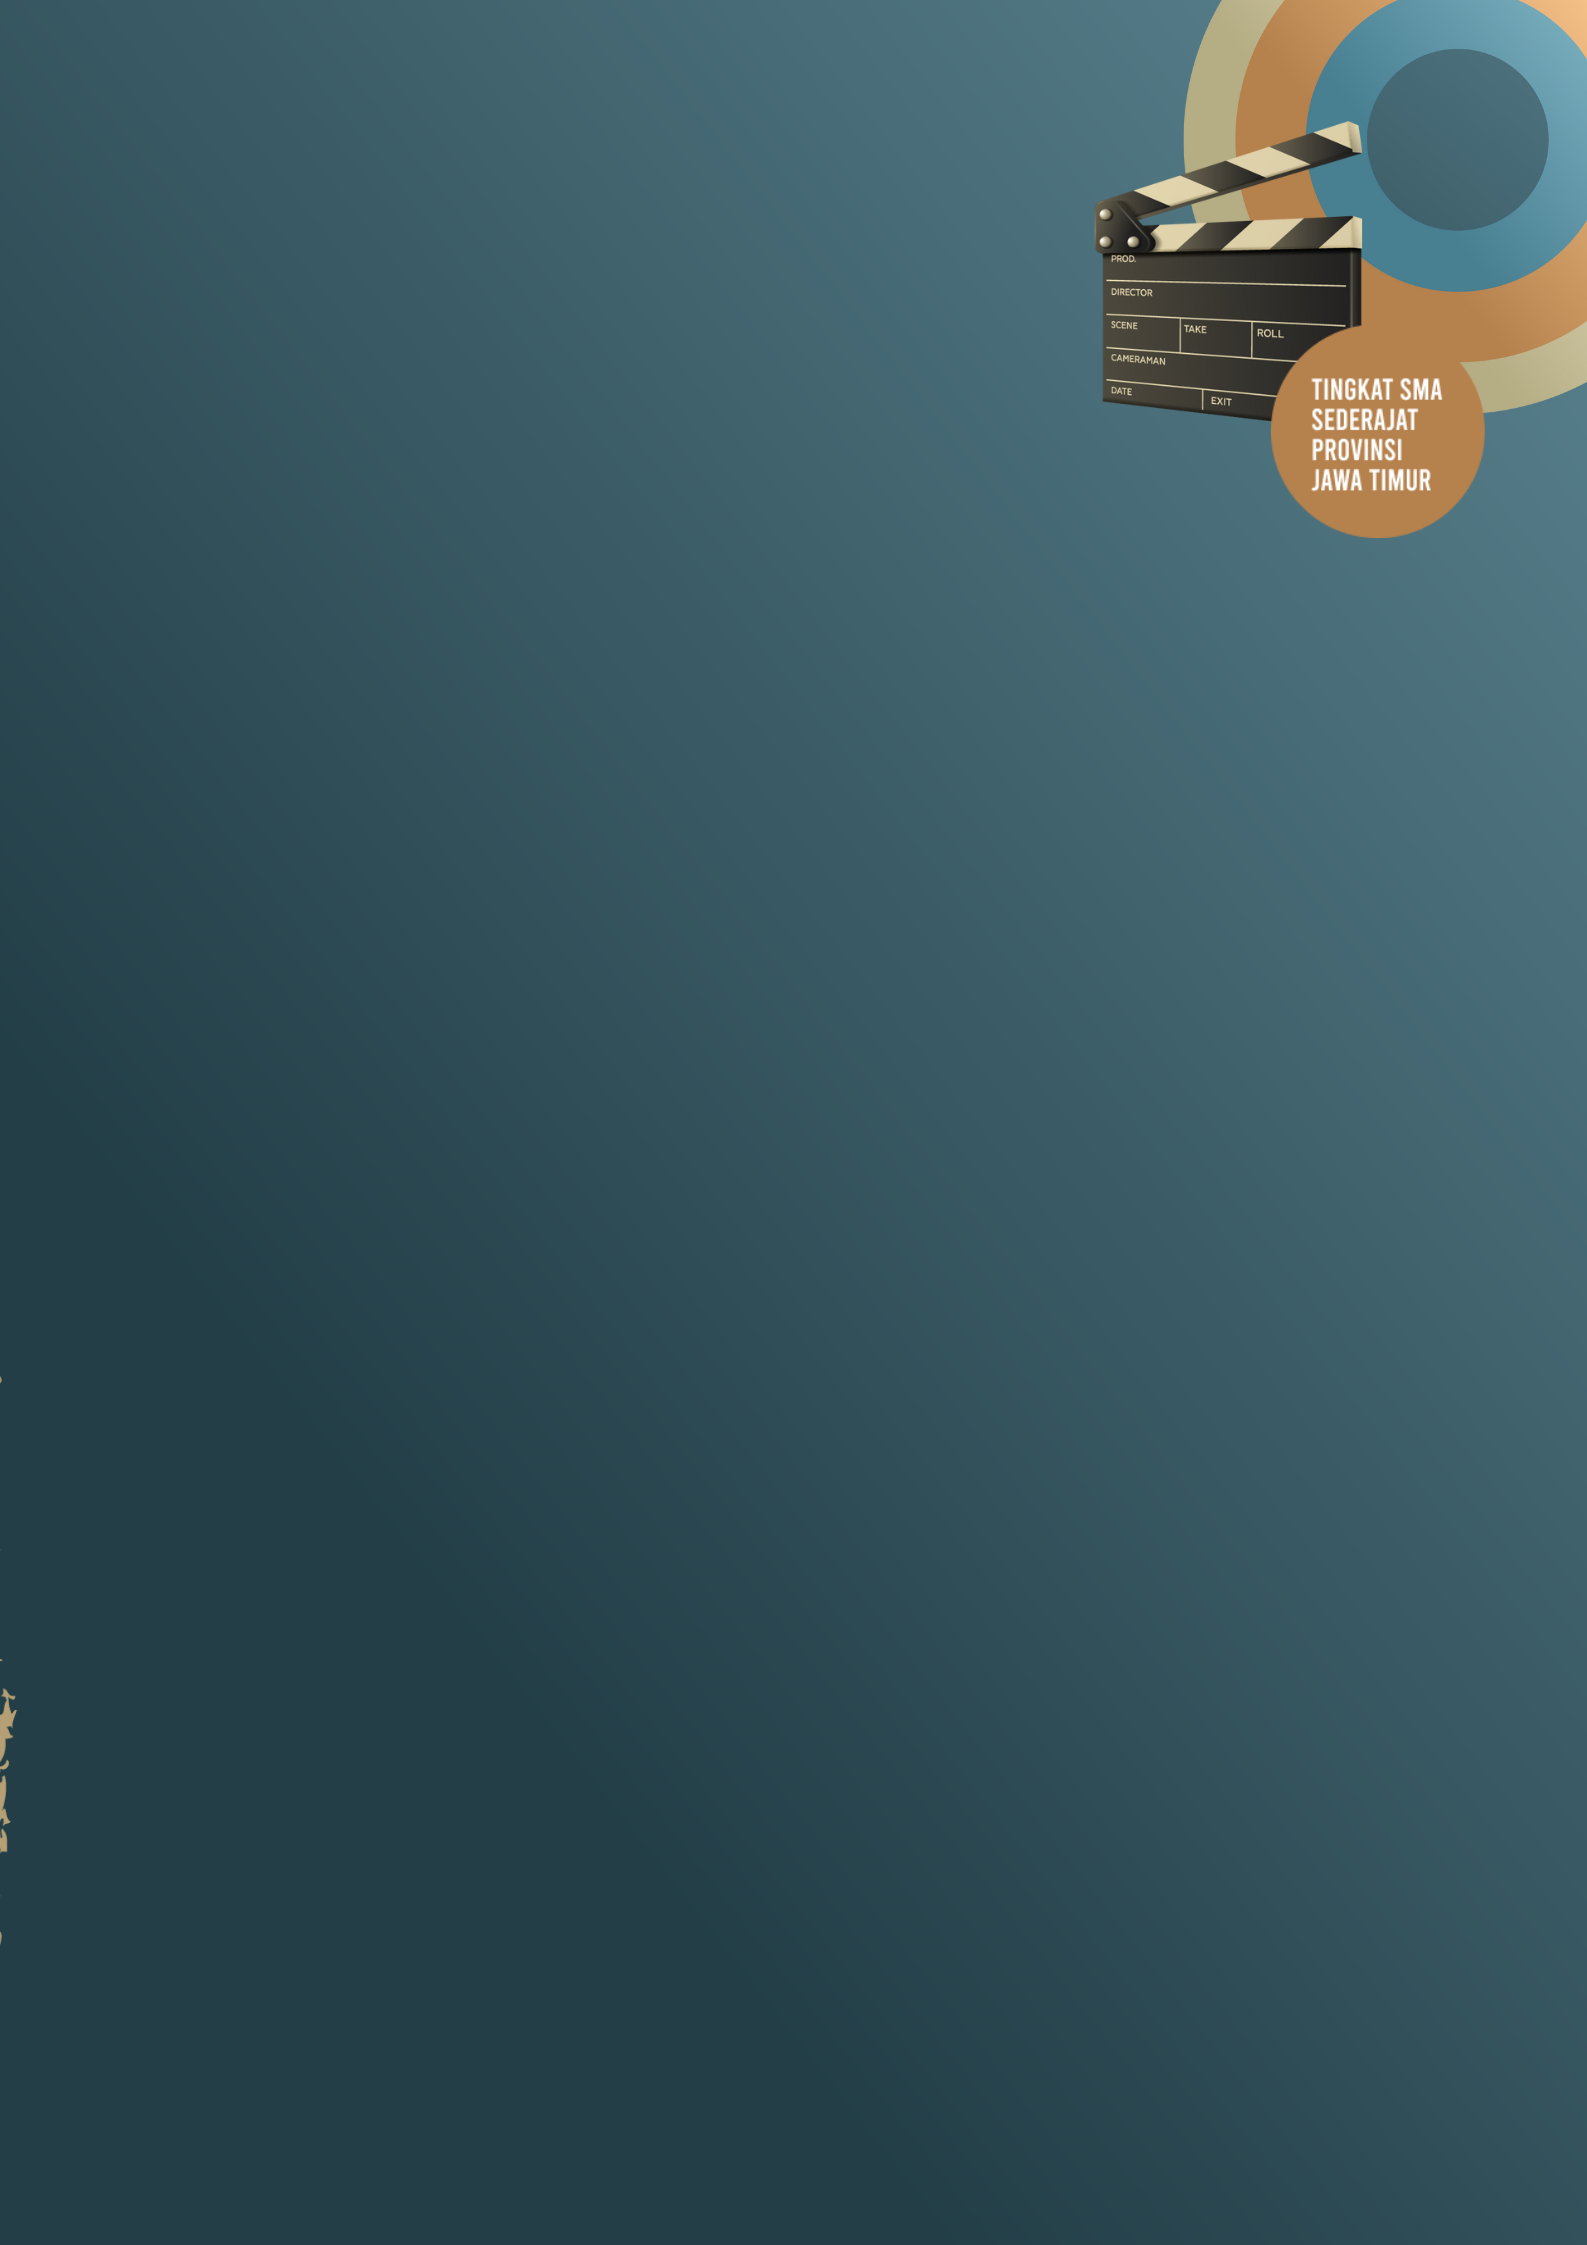 PROD.
DIRECTOR
SCENE TAKE ROLL
CAMERAMAN
DATE EXIT
TINGKAT SMA
SEDERAJAT
PROVINSI
JAWA TIMUR